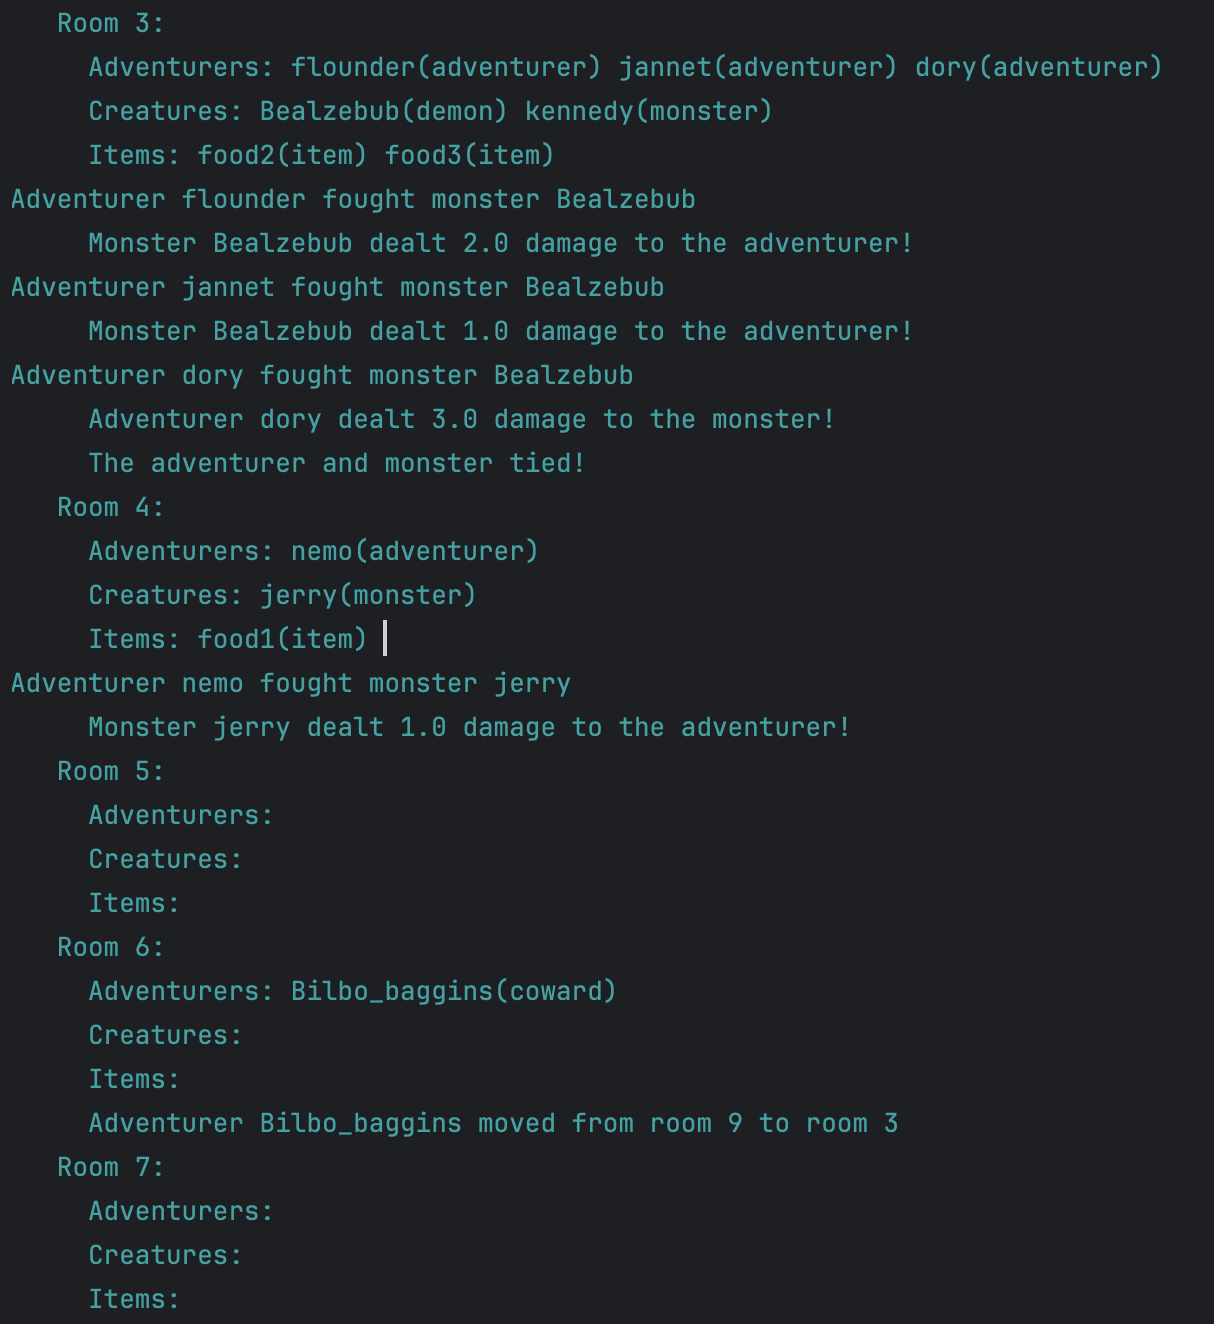 Room 3:
Adventurers: flounder(adventurer) jannet(adventurer) dory(adventurer)
Creatures: Bealzebub(demon) kennedy(monster)
Items: food2(item) food3(item)
Adventurer flounder fought monster Bealzebub
Monster Bealzebub dealt 2.0 damage to the adventurer!
Adventurer jannet fought monster Bealzebub
Monster Bealzebub dealt 1.0 damage to the adventurer!
Adventurer dory fought monster Bealzebub
Adventurer dory dealt 3.0 damage to the monster!
The adventurer and monster tied!
Room 4:
Adventurers: nemo(adventurer)
Creatures: jerry(monster)
Items: food1(item)
Adventurer nemo fought monster jerry
Monster jerry dealt 1.0 damage to the adventurer!
Room 5:
Adventurers:
Creatures:
Items:
Room 6:
Adventurers: Bilbo_baggins(coward)
Creatures:
Items:
Adventurer Bilbo_baggins moved from room 9 to room 3
Room 7:
Adventurers:
Creatures:
Items: